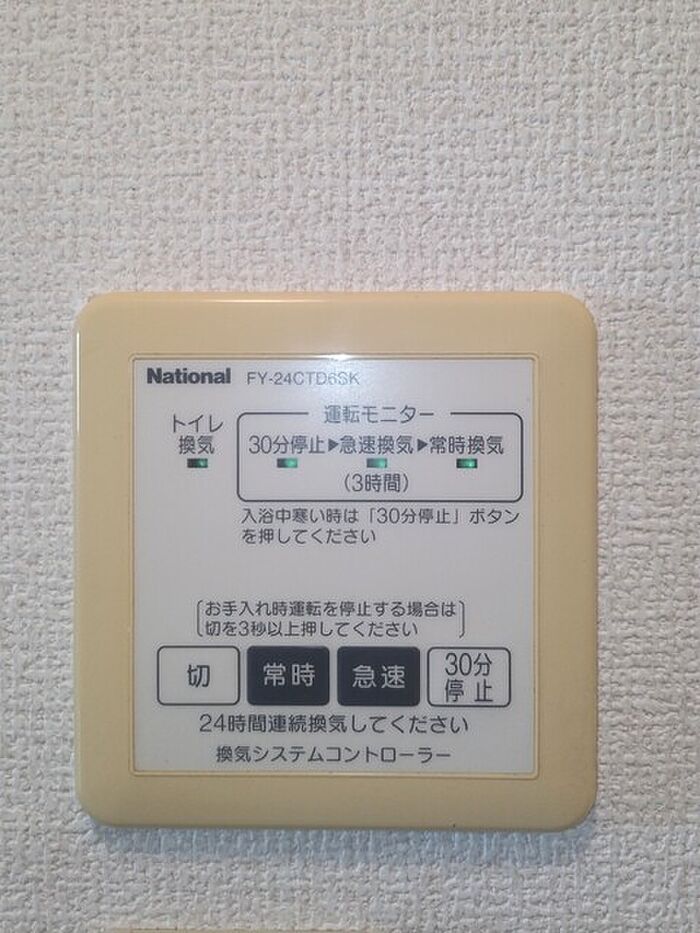 National FY-24CTD6SK
運転モニター
トイレ
換気
30分停止▶急速換気▶常時換気
(3時間)
入浴中寒い時は「30分停止」ボタン
を押してください
お手入れ時運転を停止する場合は
切を3秒以上押してください
切 常時 急速 30分
停止
24時間連続換気してください
換気システムコントローラー